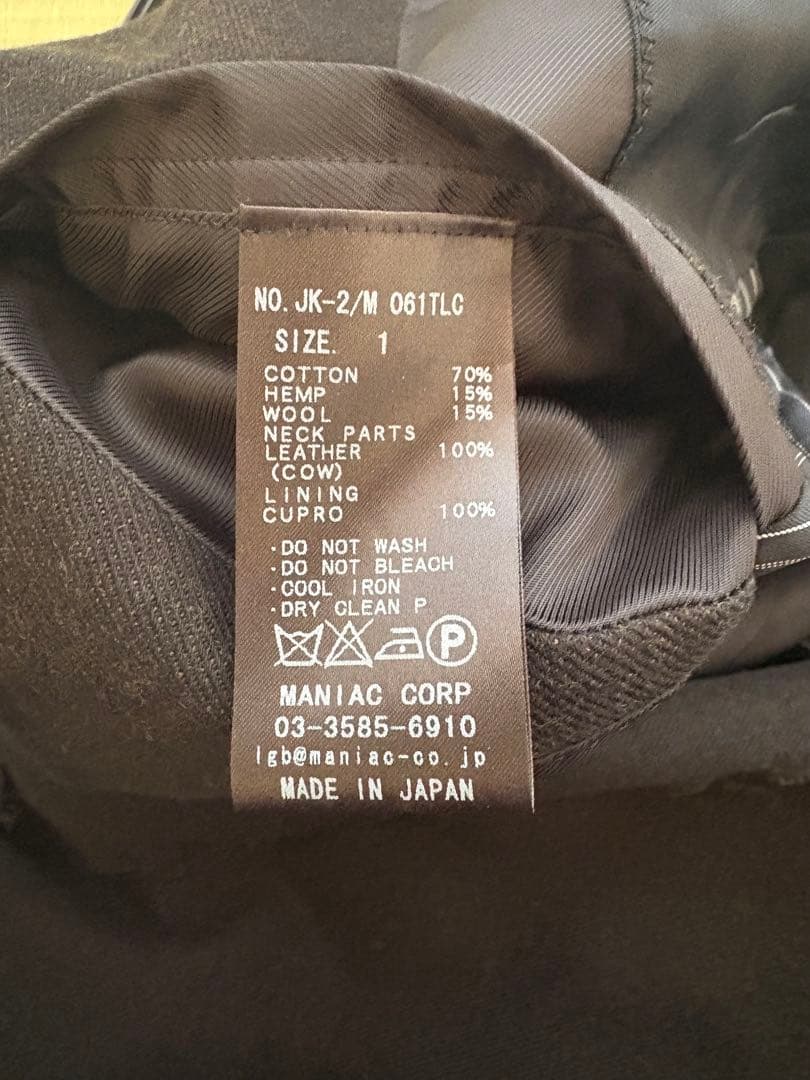 NO. JK-2/M 061TLC
SIZE. 1
COTTON 70%
HEMP 15%
WOOL 15%
NECK PARTS
LEATHER 100%
(COW)
LINING
CUPRO 100%
·DO NOT WASH
·DO NOT BLEACH
·COOL IRON
·DRY CLEAN P
P
MANIAC CORP
03-3585-6910
lgb@maniac-co.jp
MADE IN JAPAN